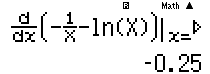 R Math ▲
d/dx(-1/X-ln(X))|x=▷
-0.25